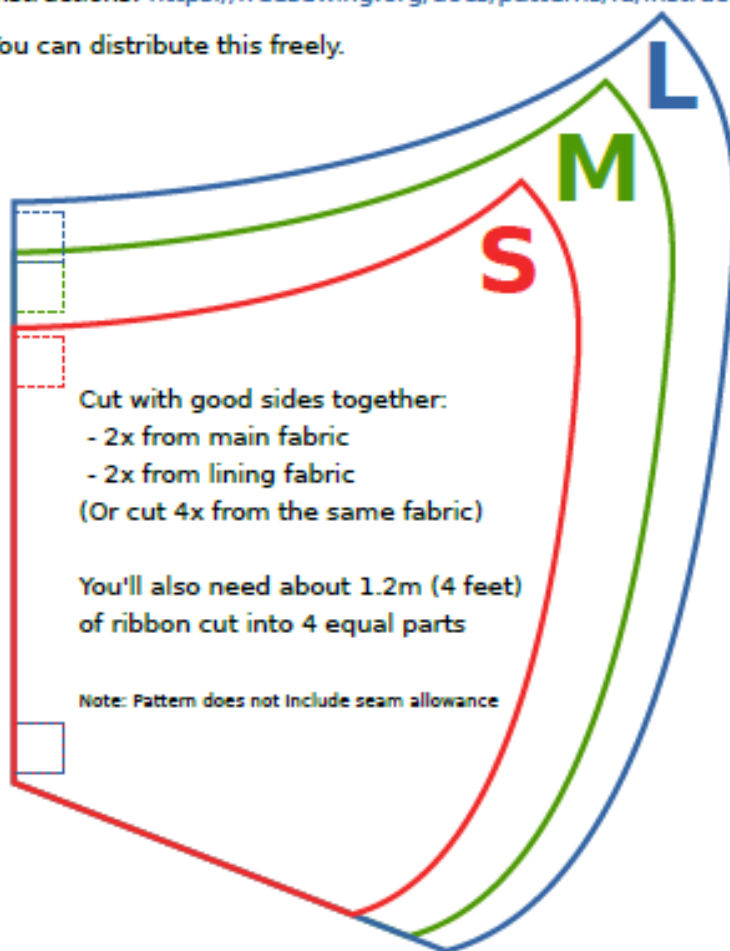 You can distribute this freely.
L
M
S
Cut with good sides together:
- 2x from main fabric
- 2x from lining fabric
(Or cut 4x from the same fabric)
You'll also need about 1.2m (4 feet)
of ribbon cut into 4 equal parts
Note: Pattern does not Include seam allowance